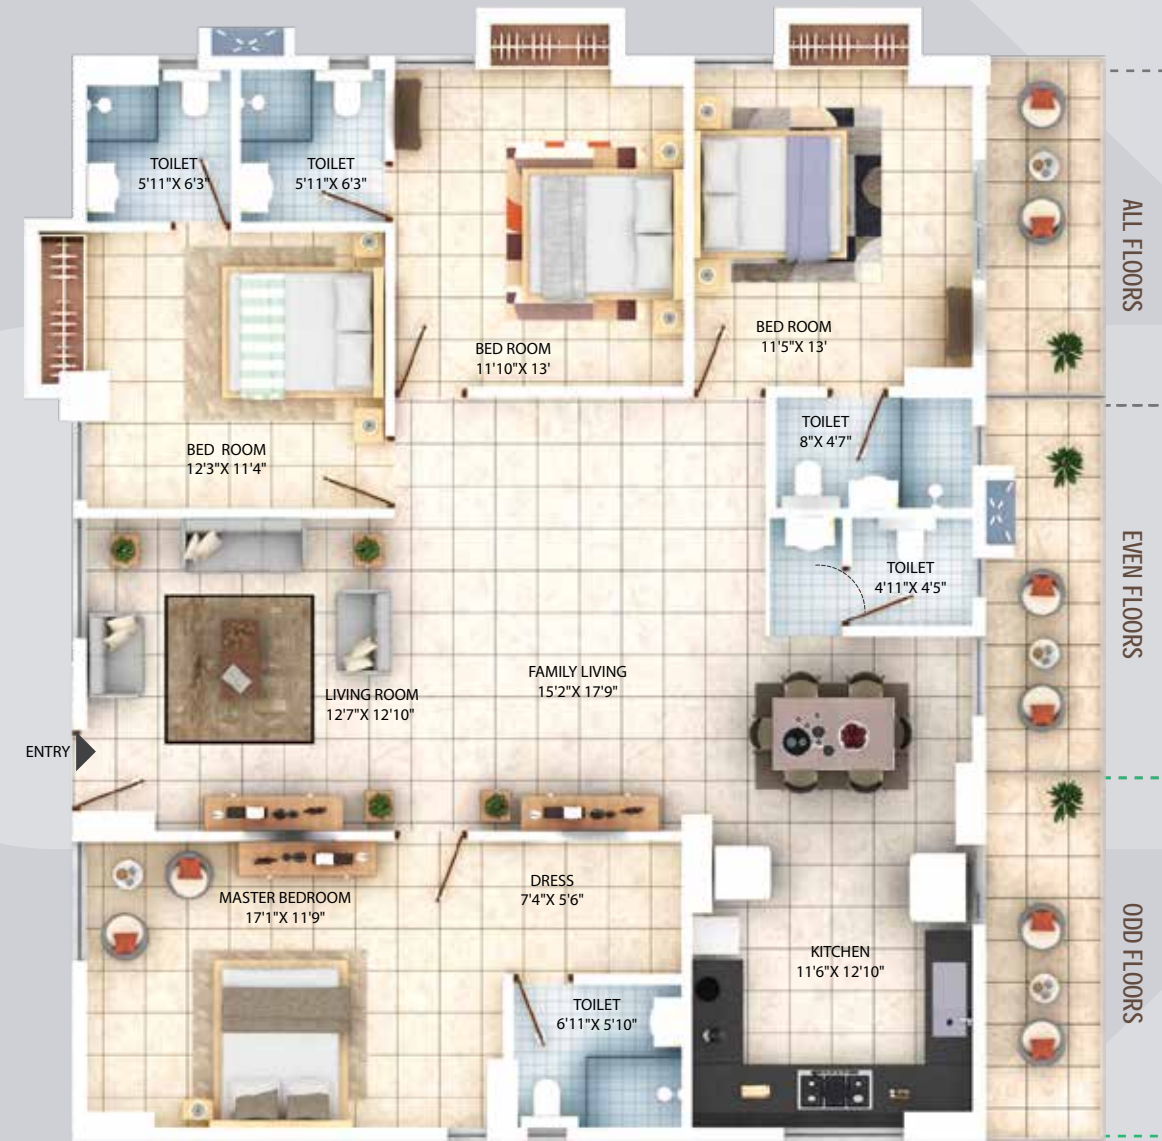 TOILET
5'11"X 6'3"
TOILET
5'11"X 6'3"
ALL FLOORS
BED ROOM
11'5"X 13'
BED ROOM
11'10"X 13'
TOILET
8"X 4'7"
BED ROOM
12'3"X 11'4"
EVEN FLOORS
TOILET
4'11"X 4'5"
FAMILY LIVING
15'2"X 17'9"
LIVING ROOM
12'7"X 12'10"
ENTRY
DRESS
7'4"X 5'6"
MASTER BEDROOM
17'1"X 11'9"
ODD FLOORS
KITCHEN
11'6"X 12'10"
TOILET
6'11"X 5'10"